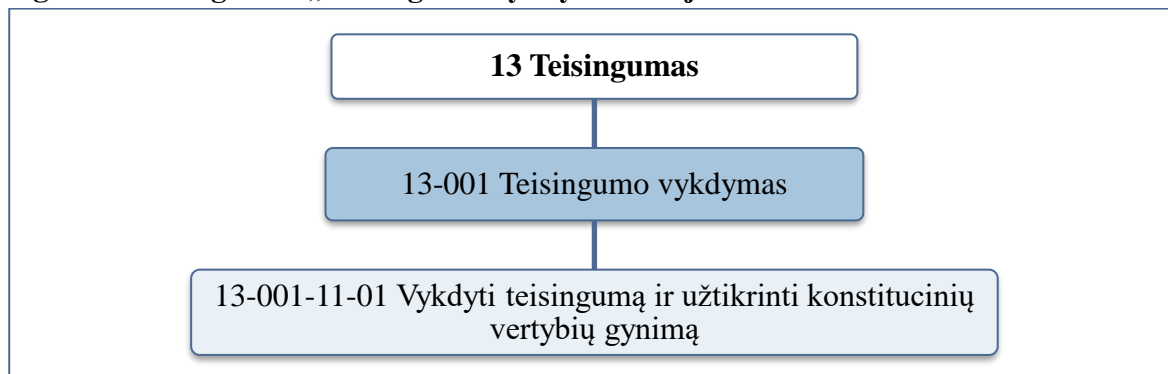 13 Teisingumas
13-001 Teisingumo vykdymas
13-001-11-01 Vykdyti teisingumą ir užtikrinti konstitucinių
vertybių gynimą